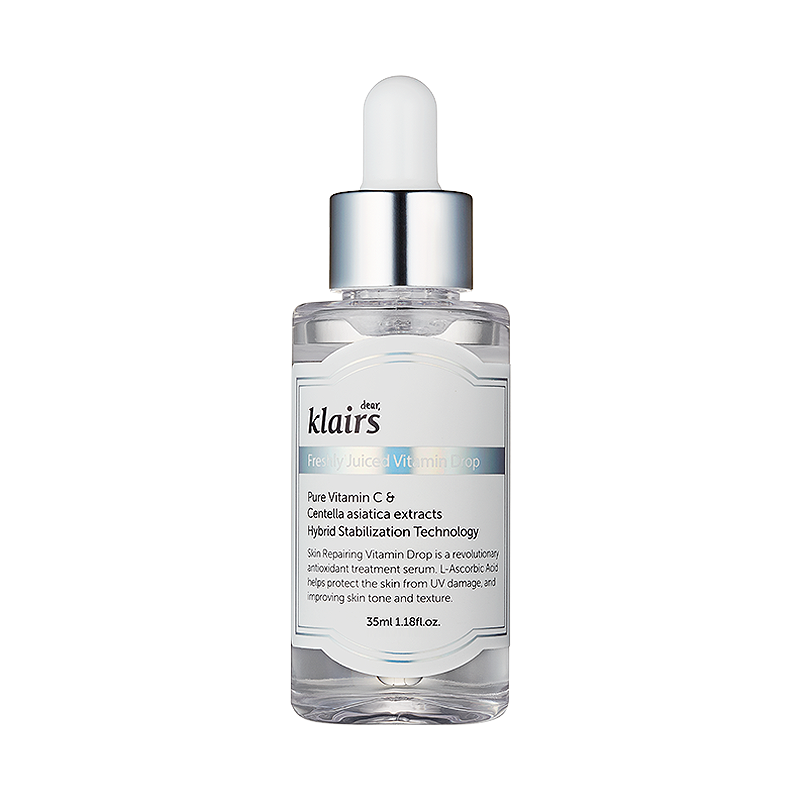 dear,
klairs
Freshly Juiced Vitamin Drop
Pure Vitamin C &
Centella asiatica extracts
Hybrid Stabilization Technology
Skin Repairing Vitamin Drop is a revolutionary
antioxidant treatment serum. L-Ascorbic Acid
helps protect the skin from UV damage, and
improving skin tone and texture.
35ml 1.18fl.oz.